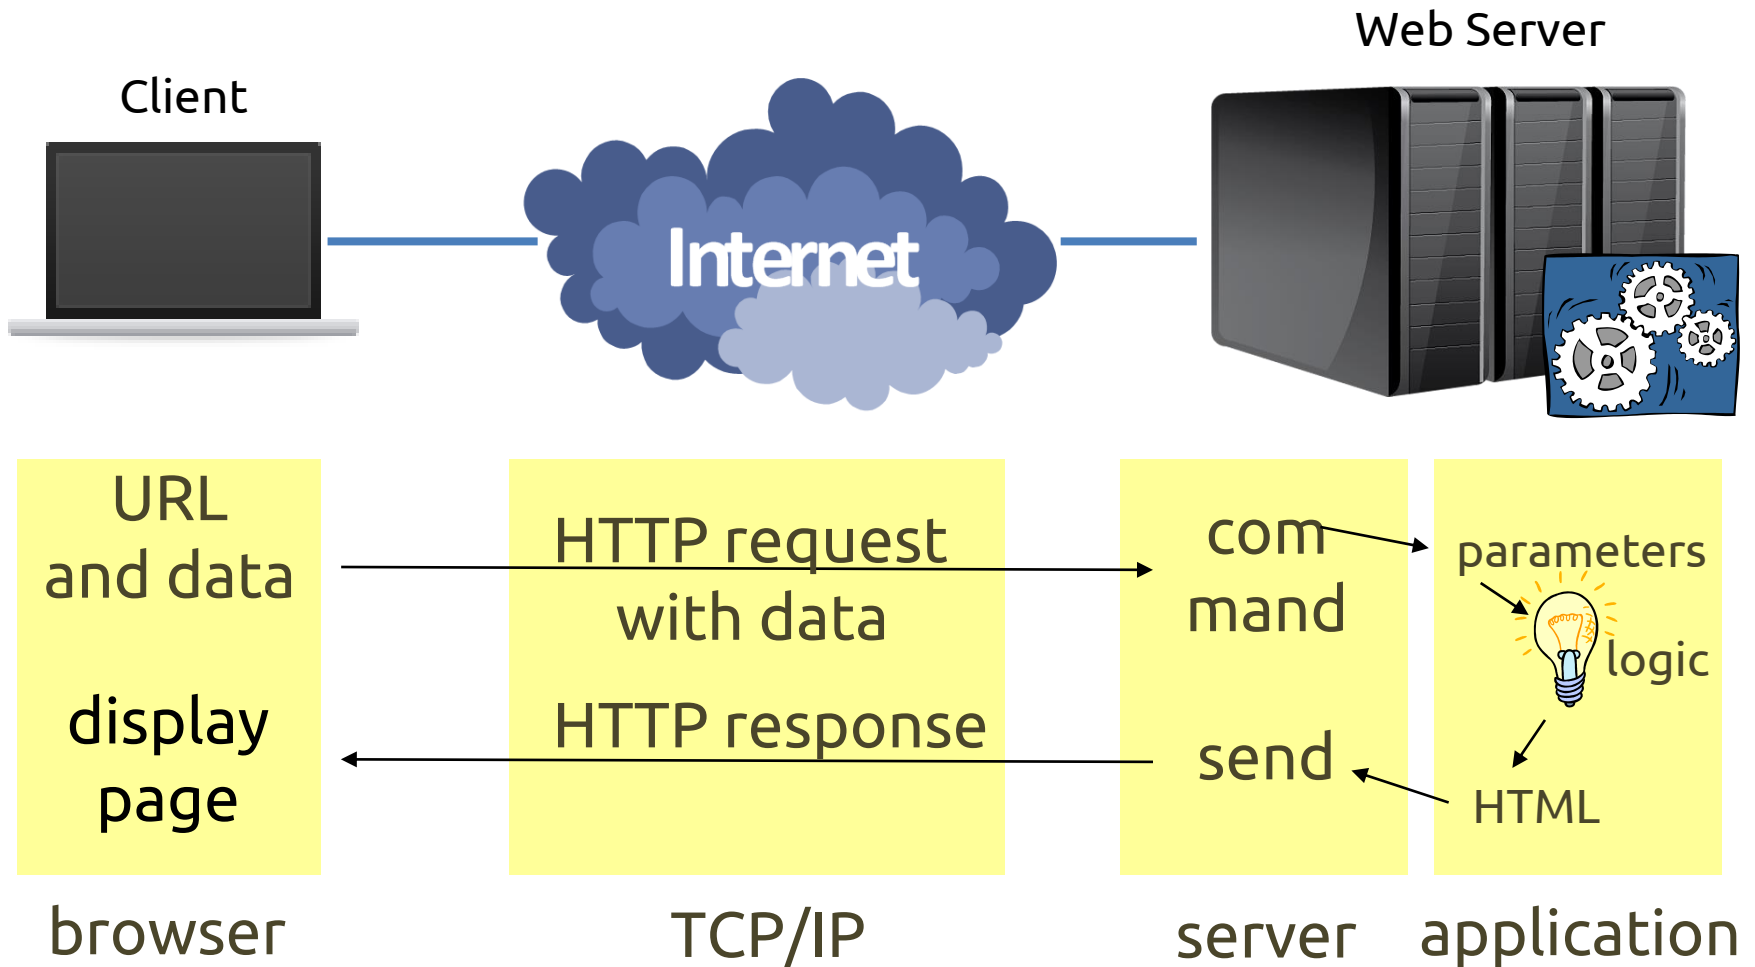 Web Server
Client
Internet
URL
and data
HTTP request
with data
com
mand
parameters
logic
display
page
HTTP response
send
HTML
browser
TCP/IP
server
application